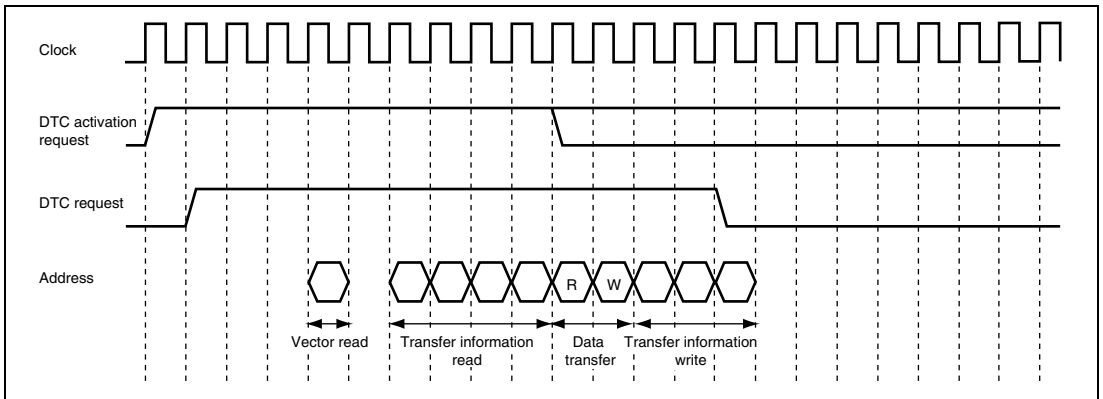 Clock
DTC activation
request
DTC request
Address
R W
Vector read
Transfer information
read
Data
transfer
Transfer information
write